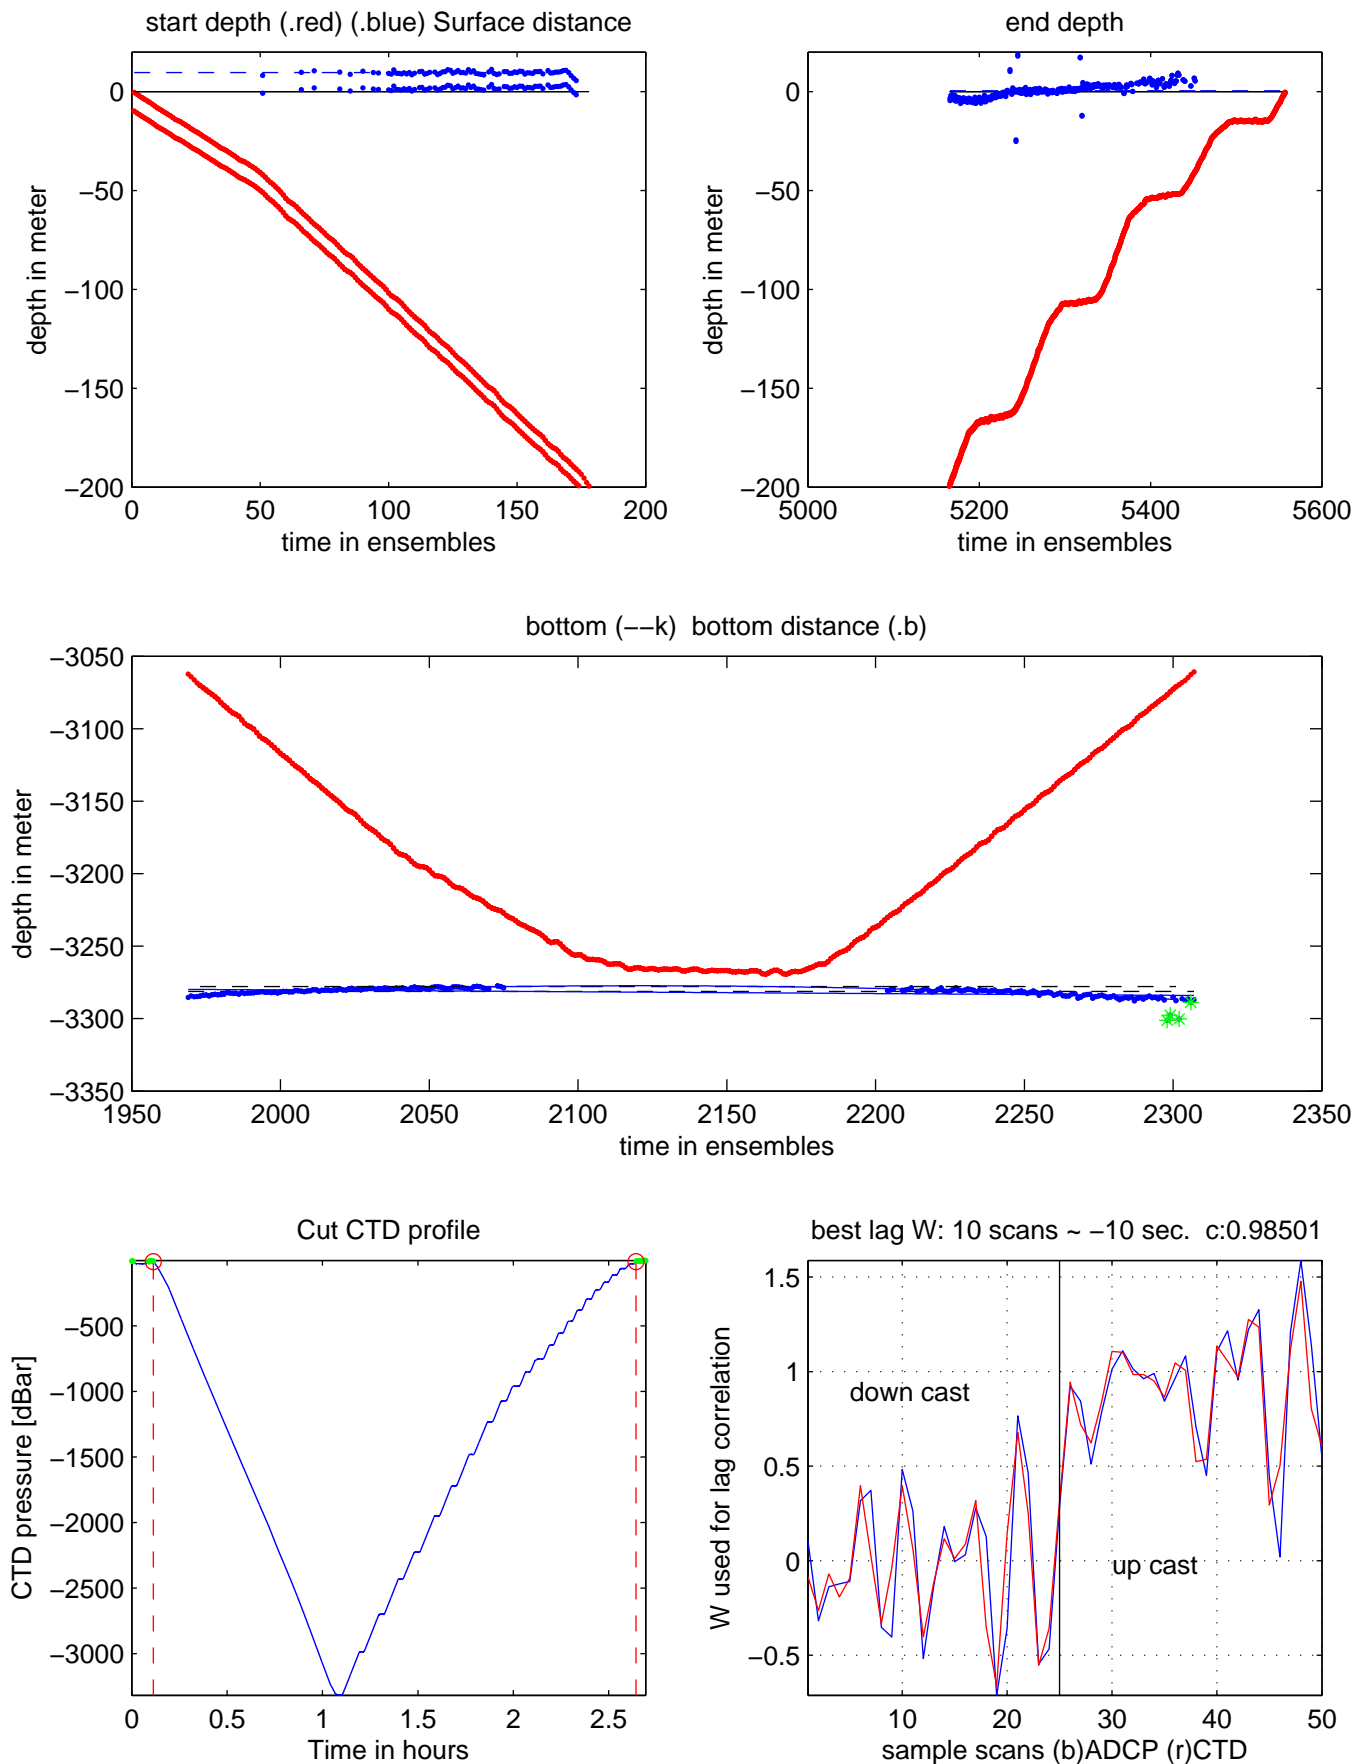 start depth (.red) (.blue) Surface distance
0
−50
−100
−150
−200
depth in meter
0 50 100 150 200
time in ensembles
end depth
0
−50
−100
−150
−200
depth in meter
5000 5200 5400 5600
time in ensembles
bottom (−−k) bottom distance (.b)
−3050
−3100
−3150
−3200
−3250
−3300
−3350
depth in meter
1950 2000 2050 2100 2150 2200 2250 2300 2350
time in ensembles
Cut CTD profile
−500
−1000
−1500
−2000
−2500
−3000
CTD pressure [dBar]
0 0.5 1 1.5 2 2.5
Time in hours
best lag W: 10 scans ~ −10 sec. c:0.98501
1.5
1
0.5
0
−0.5
W used for lag correlation
down cast
up cast
10 20 30 40 50
sample scans (b)ADCP (r)CTD